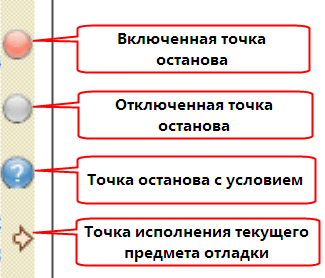 Включенная точка
останова
Отключенная точка
останова
?
Точка останова с условием
Точка исполнения текущего
предмета отладки